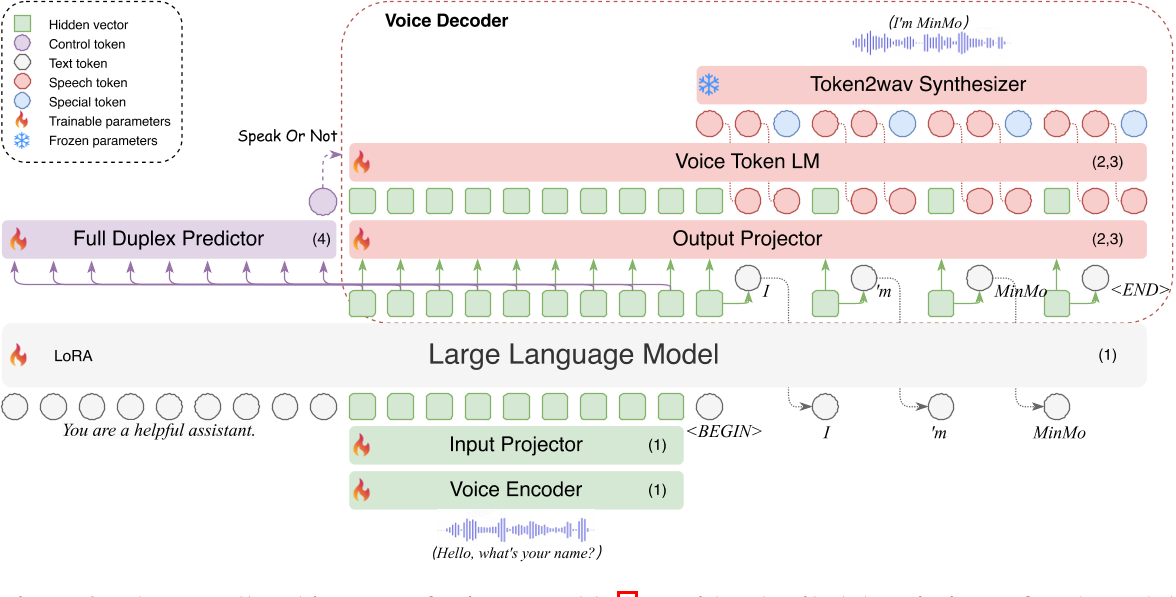 Voice Decoder
Hidden vector
Control token
Text token
Speech token
Special token
Trainable parameters
Frozen parameters
(I'm MinMo)
Token2wav Synthesizer
Speak Or Not
Voice Token LM (2,3)
Full Duplex Predictor (4)
Output Projector (2,3)
I 'm MinMo <END>
LoRA Large Language Model (1)
You are a helpful assistant. <BEGIN> I 'm MinMo
Input Projector (1)
Voice Encoder (1)
(Hello, what's your name?)